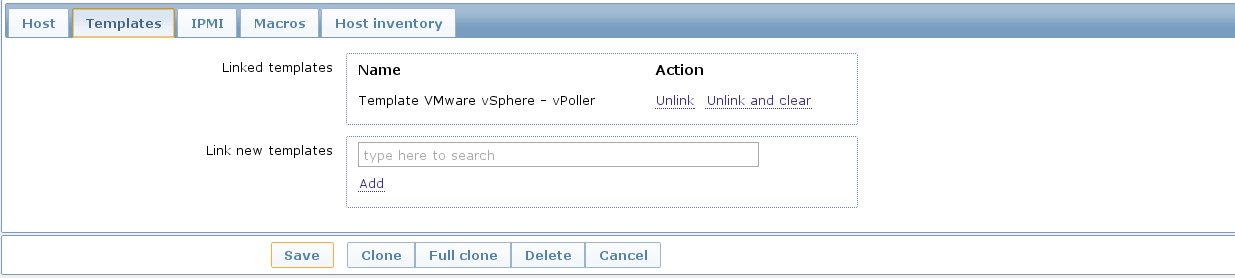 Host Templates IPMI Macros Host inventory
Linked templates Name Action
Template VMware vSphere - vPoller Unlink Unlink and clear
Link new templates type here to search
Add
Save Clone Full clone Delete Cancel